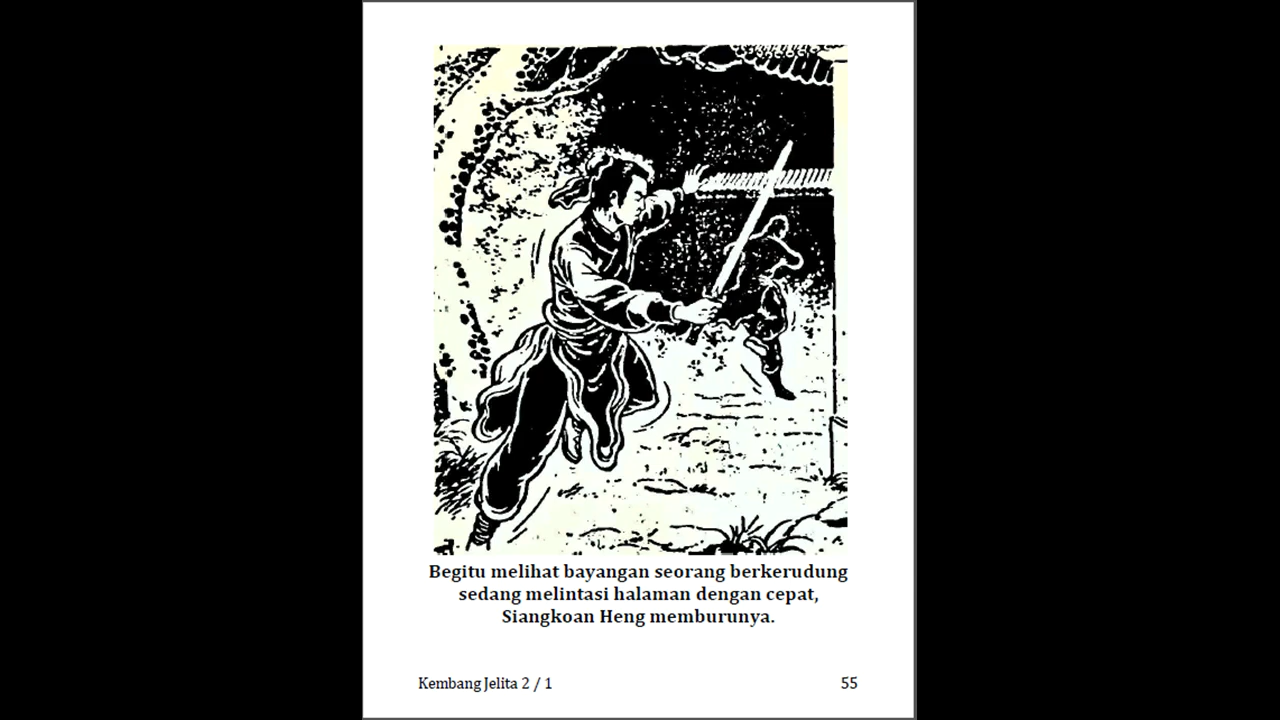 Begitu melihat bayangan seorang berkerudung
sedang melintasi halaman dengan cepat,
Siangkoan Heng memburunya.
Kembang Jelita 2 / 1 55